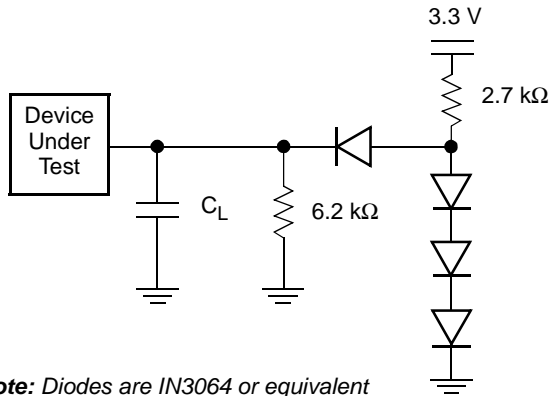 3.3 V
2.7 kΩ
Device
Under
Test
C_L
6.2 kΩ
ote: Diodes are IN3064 or equivalent